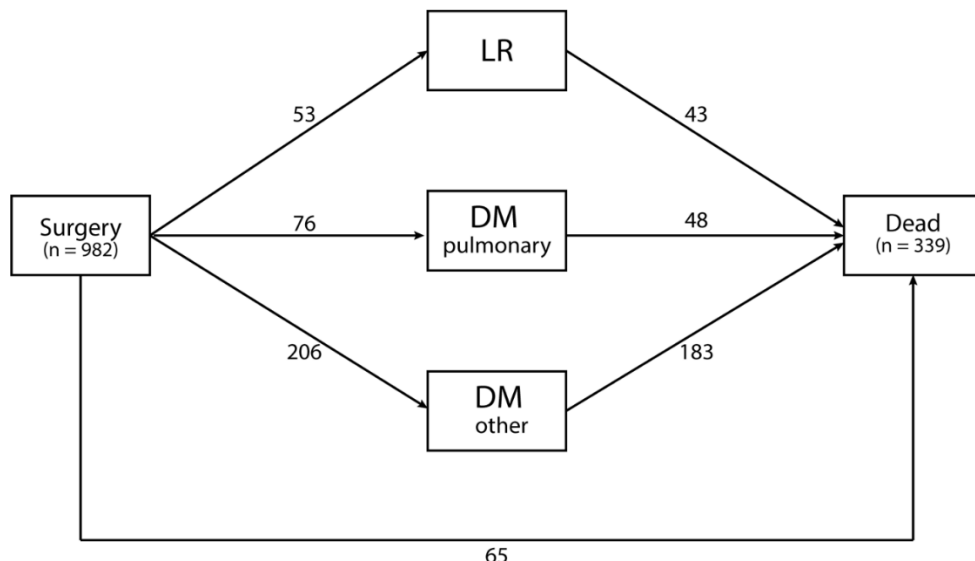 LR
53
43
Surgery
(n = 982)
76
DM
pulmonary
48
Dead
(n = 339)
206
DM
other
183
65